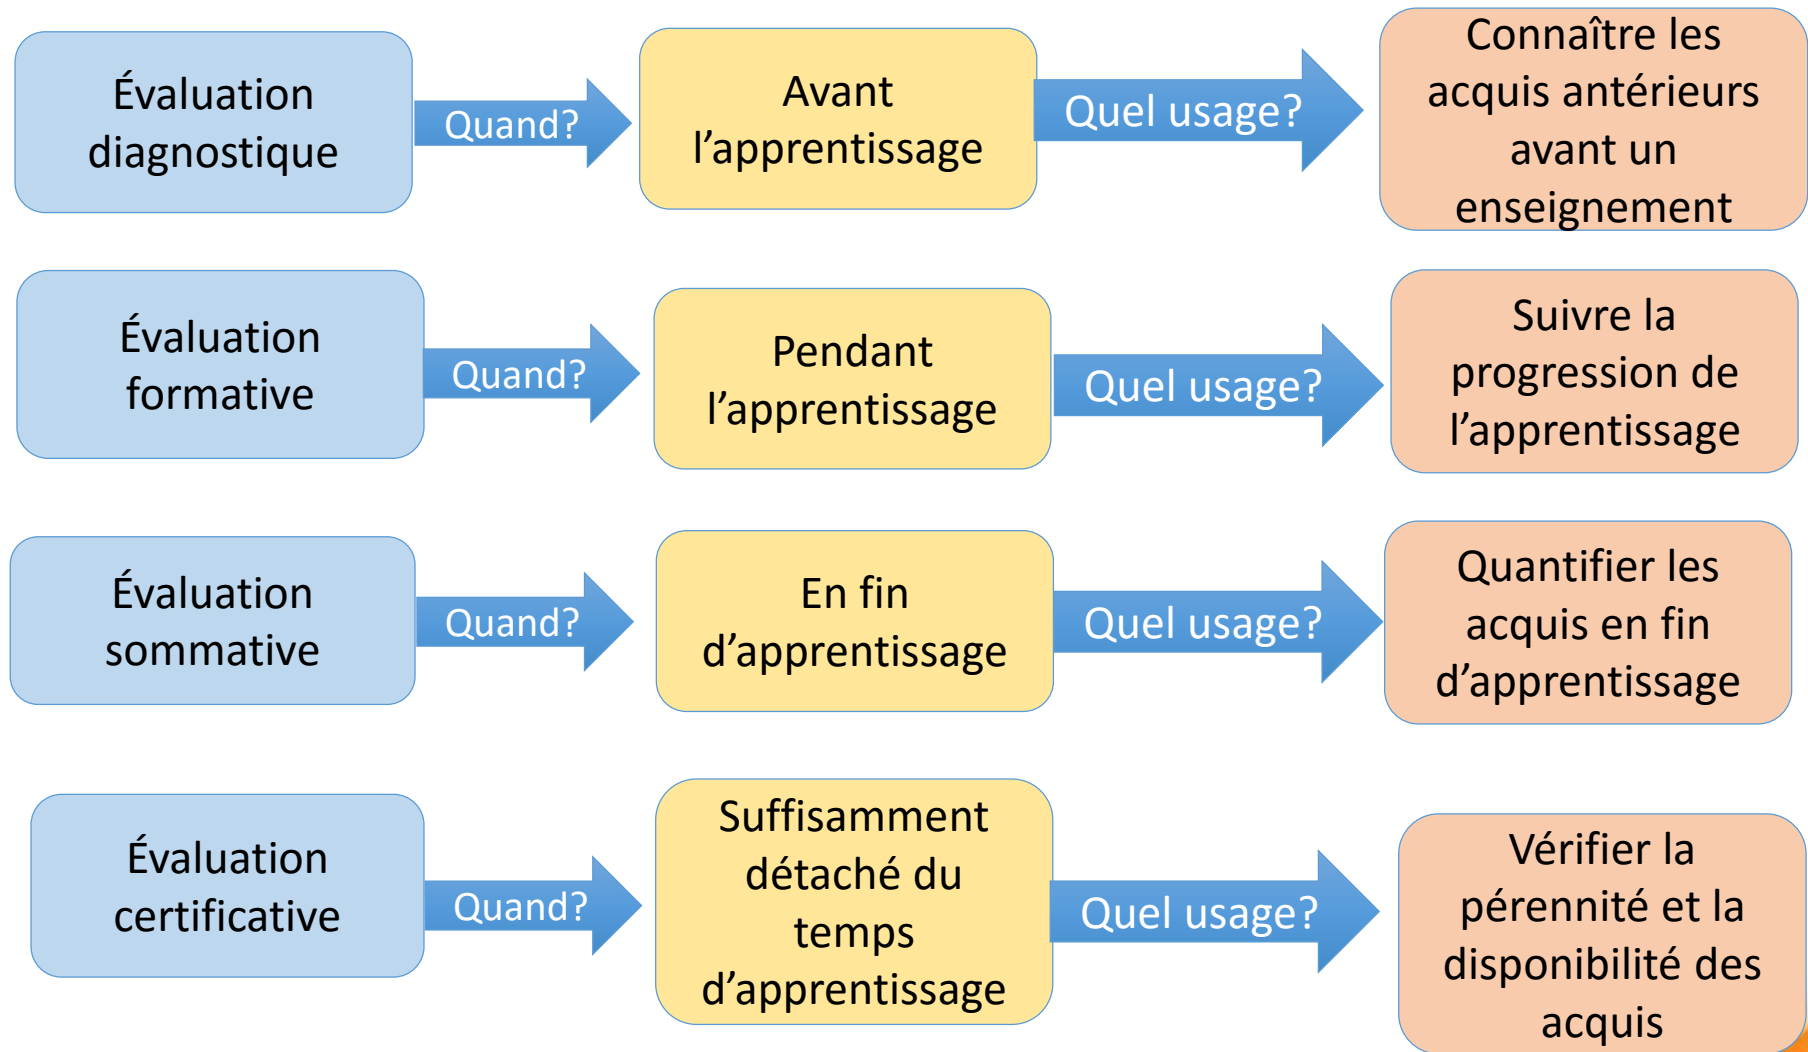 Évaluation
diagnostique
Quand?
Avant
l’apprentissage
Quel usage?
Connaître les
acquis antérieurs
avant un
enseignement
Évaluation
formative
Quand?
Pendant
l’apprentissage
Quel usage?
Suivre la
progression de
l’apprentissage
Évaluation
sommative
Quand?
En fin
d’apprentissage
Quel usage?
Quantifier les
acquis en fin
d’apprentissage
Évaluation
certificative
Quand?
Suffisamment
détaché du
temps
d’apprentissage
Quel usage?
Vérifier la
pérennité et la
disponibilité des
acquis